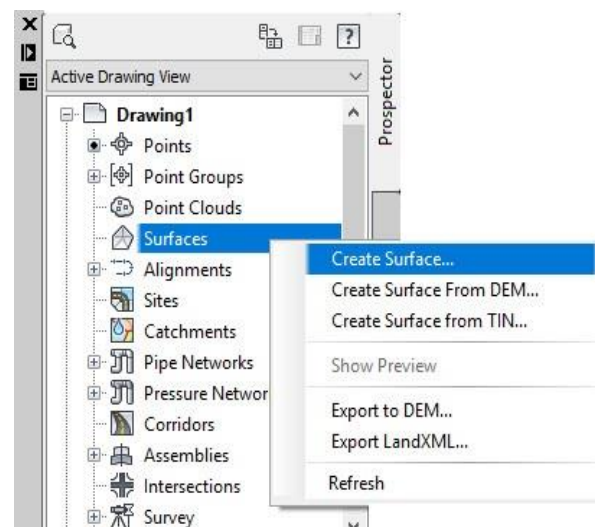 Active Drawing View
Prospector
Drawing1
Points
Point Groups
Point Clouds
Surfaces
Alignments
Sites
Catchments
Pipe Networks
Pressure Networ
Corridors
Assemblies
Intersections
Survey
Create Surface...
Create Surface From DEM...
Create Surface from TIN...
Show Preview
Export to DEM...
Export LandXML...
Refresh